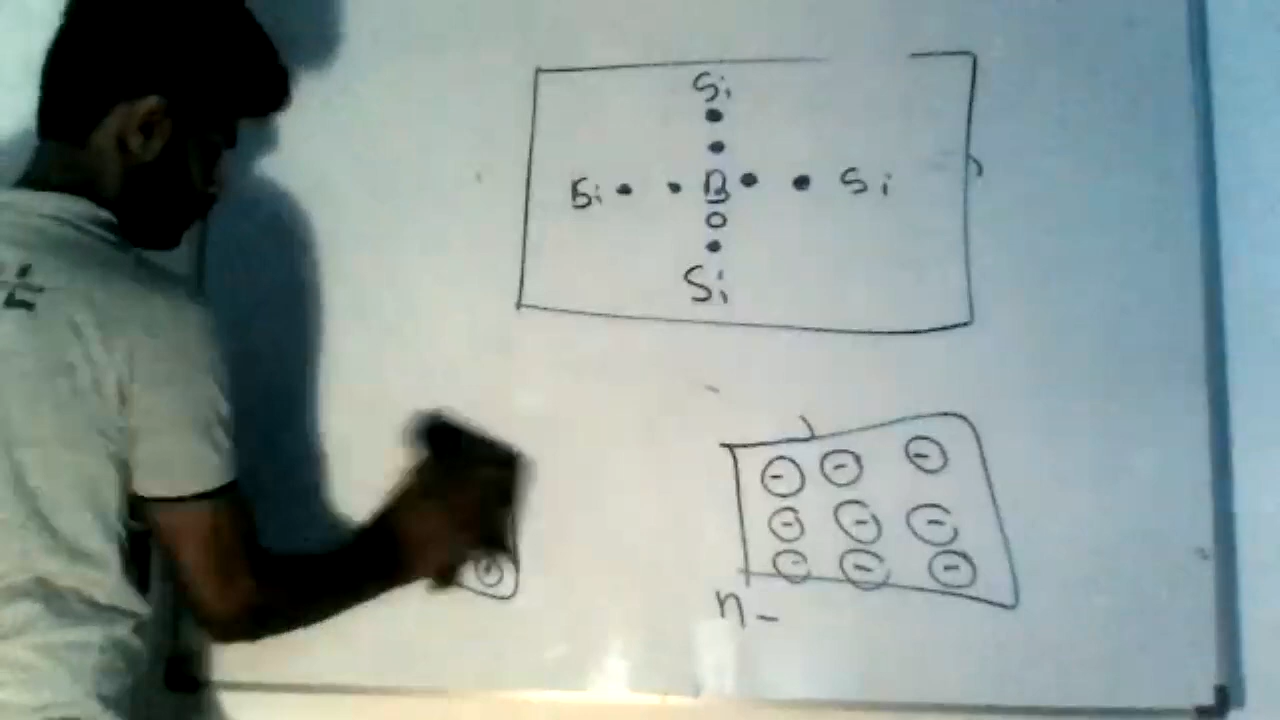 Si
Si B Si
Si
⊖ ⊖ ⊖
⊖ ⊖ ⊖
⊖ ⊖ ⊖
n -